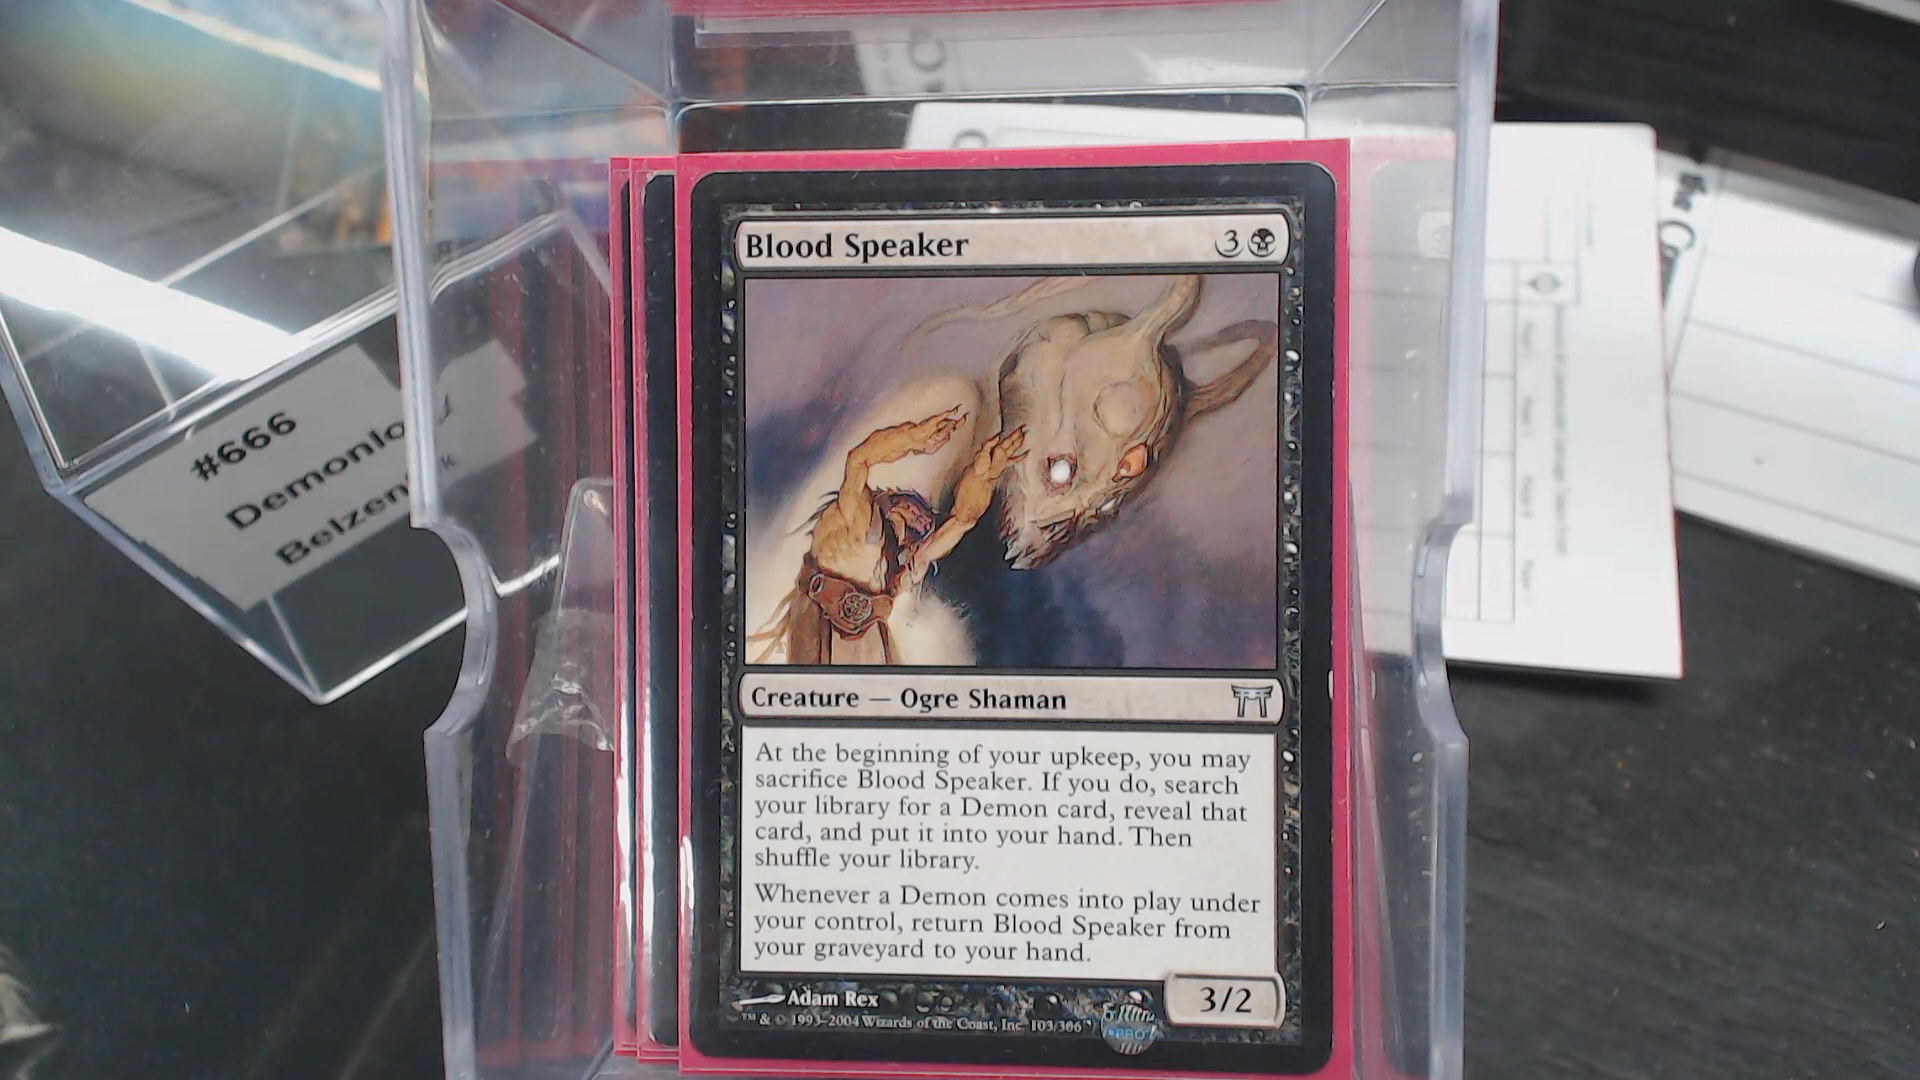 Blood Speaker 3
Creature — Ogre Shaman
At the beginning of your upkeep, you may
sacrifice Blood Speaker. If you do, search
your library for a Demon card, reveal that
card, and put it into your hand. Then
shuffle your library.
Whenever a Demon comes into play under
your control, return Blood Speaker from
your graveyard to your hand.
3/2
Adam Rex
™ & © 1993–2004 Wizards of the Coast, Inc. 103/306
#666